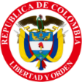 REPUBLICA DE COLOMBIA
LIBERTAD Y ORDEN